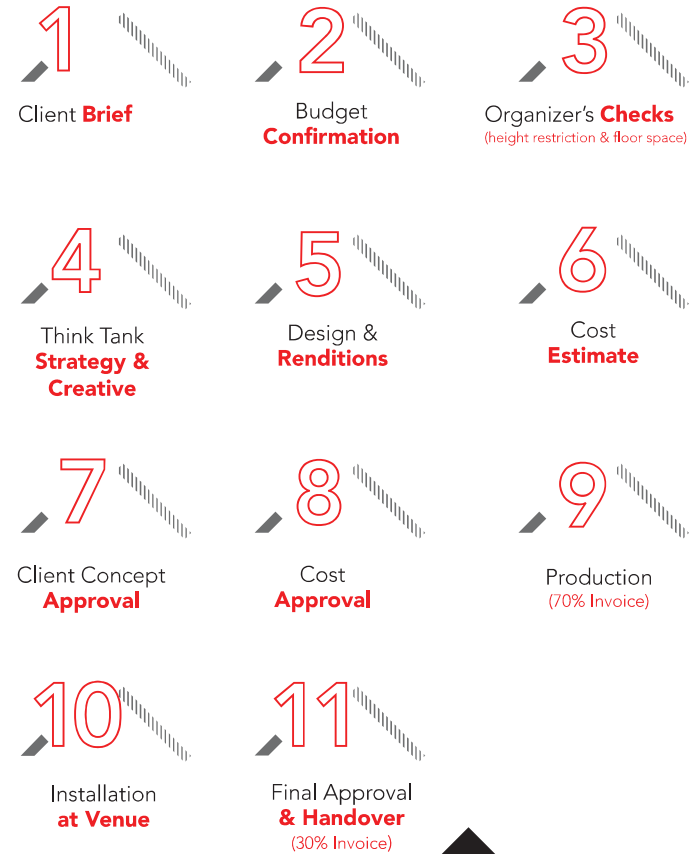 1
Client Brief
2
Budget
Confirmation
3
Organizer's Checks
(height restriction & floor space)
4
Think Tank
Strategy &
Creative
5
Design &
Renditions
6
Cost
Estimate
7
Client Concept
Approval
8
Cost
Approval
9
Production
(70% Invoice)
10
Installation
at Venue
11
Final Approval
& Handover
(30% Invoice)